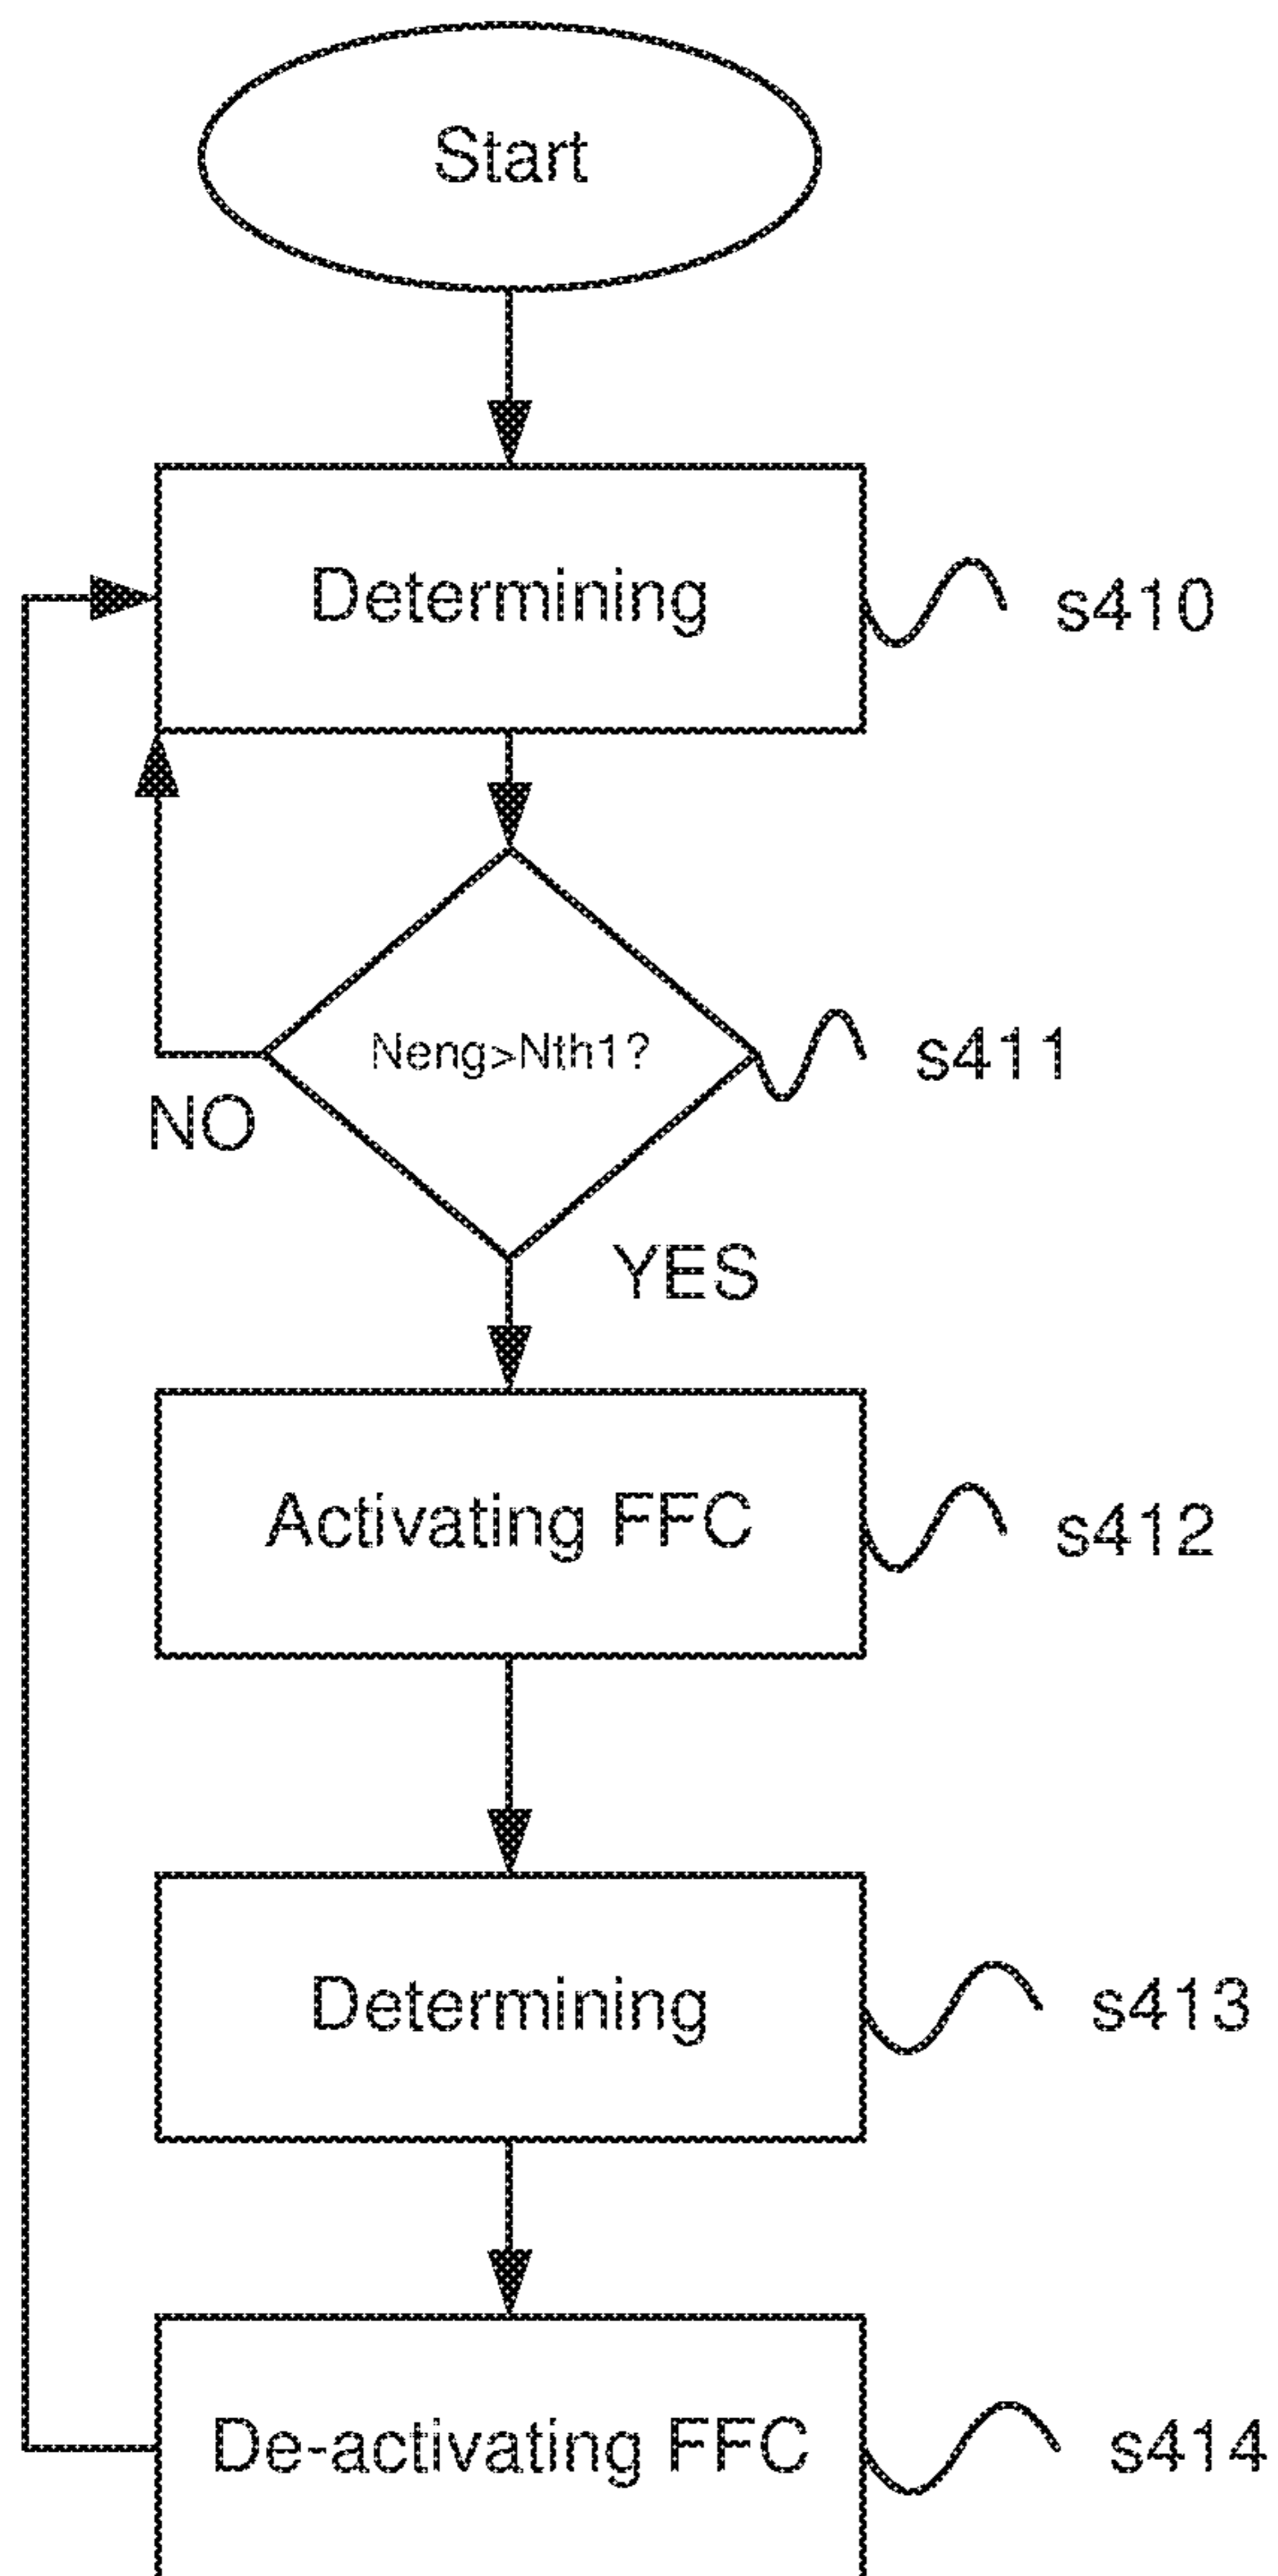 Start
Determining
s410
Neng>Nth1?
s411
NO
YES
Activating FFC
s412
Determining
s413
De-activating FFC
s414